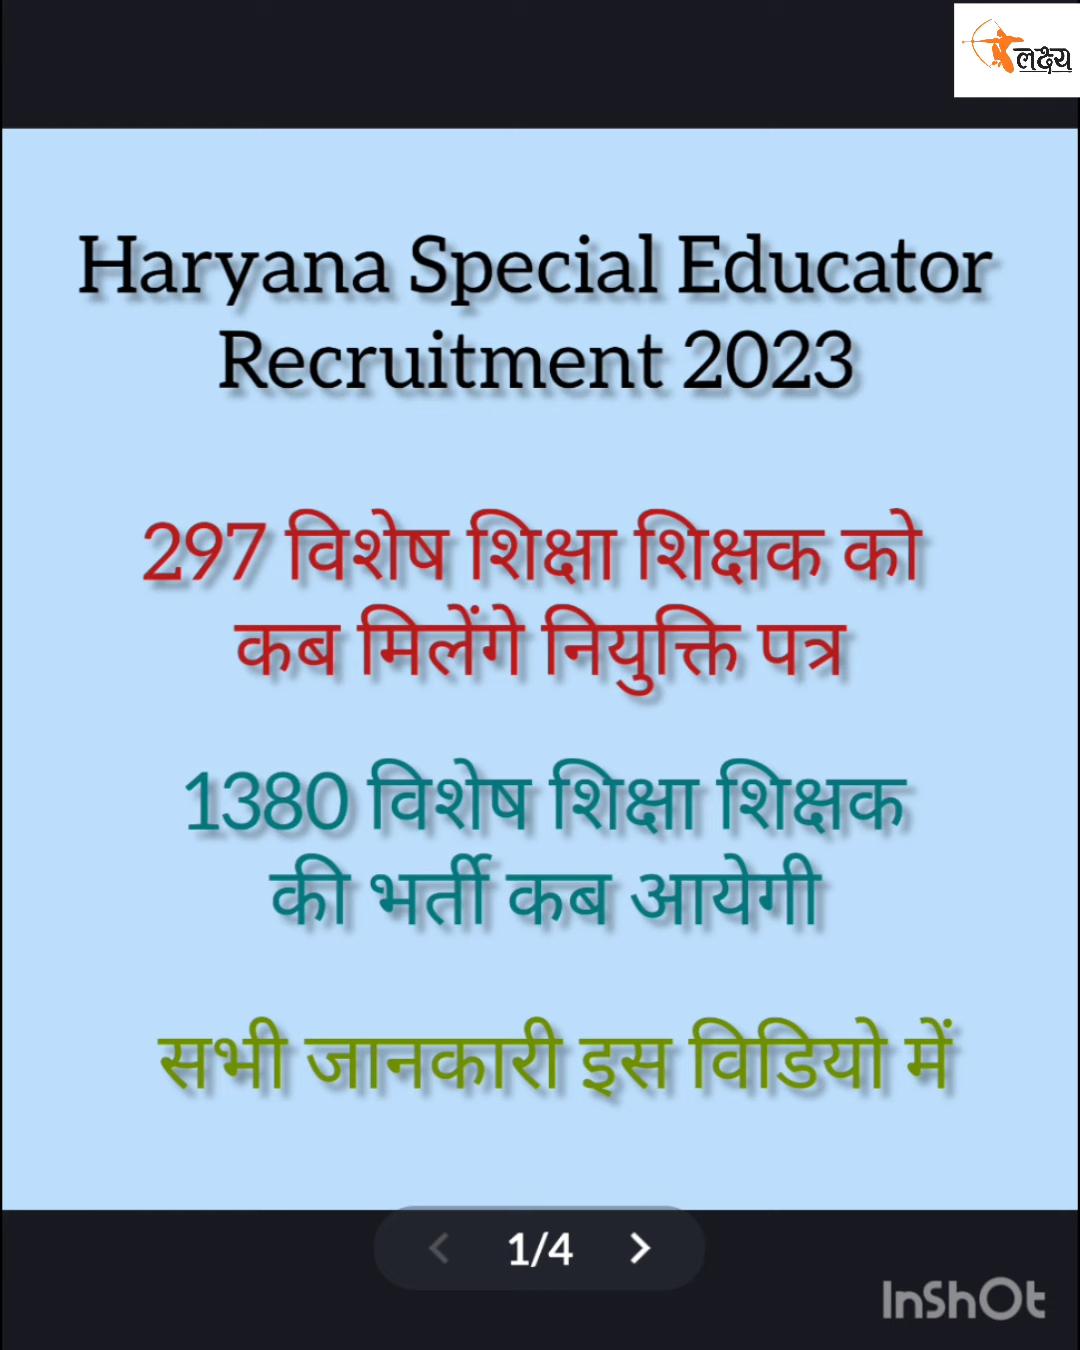 लक्ष्य
Haryana Special Educator
Recruitment 2023
297 विशेष शिक्षा शिक्षक को
कब मिलेंगे नियुक्ति पत्र
1380 विशेष शिक्षा शिक्षक
की भर्ती कब आयेगी
सभी जानकारी इस विडियो में
1/4
InShOt